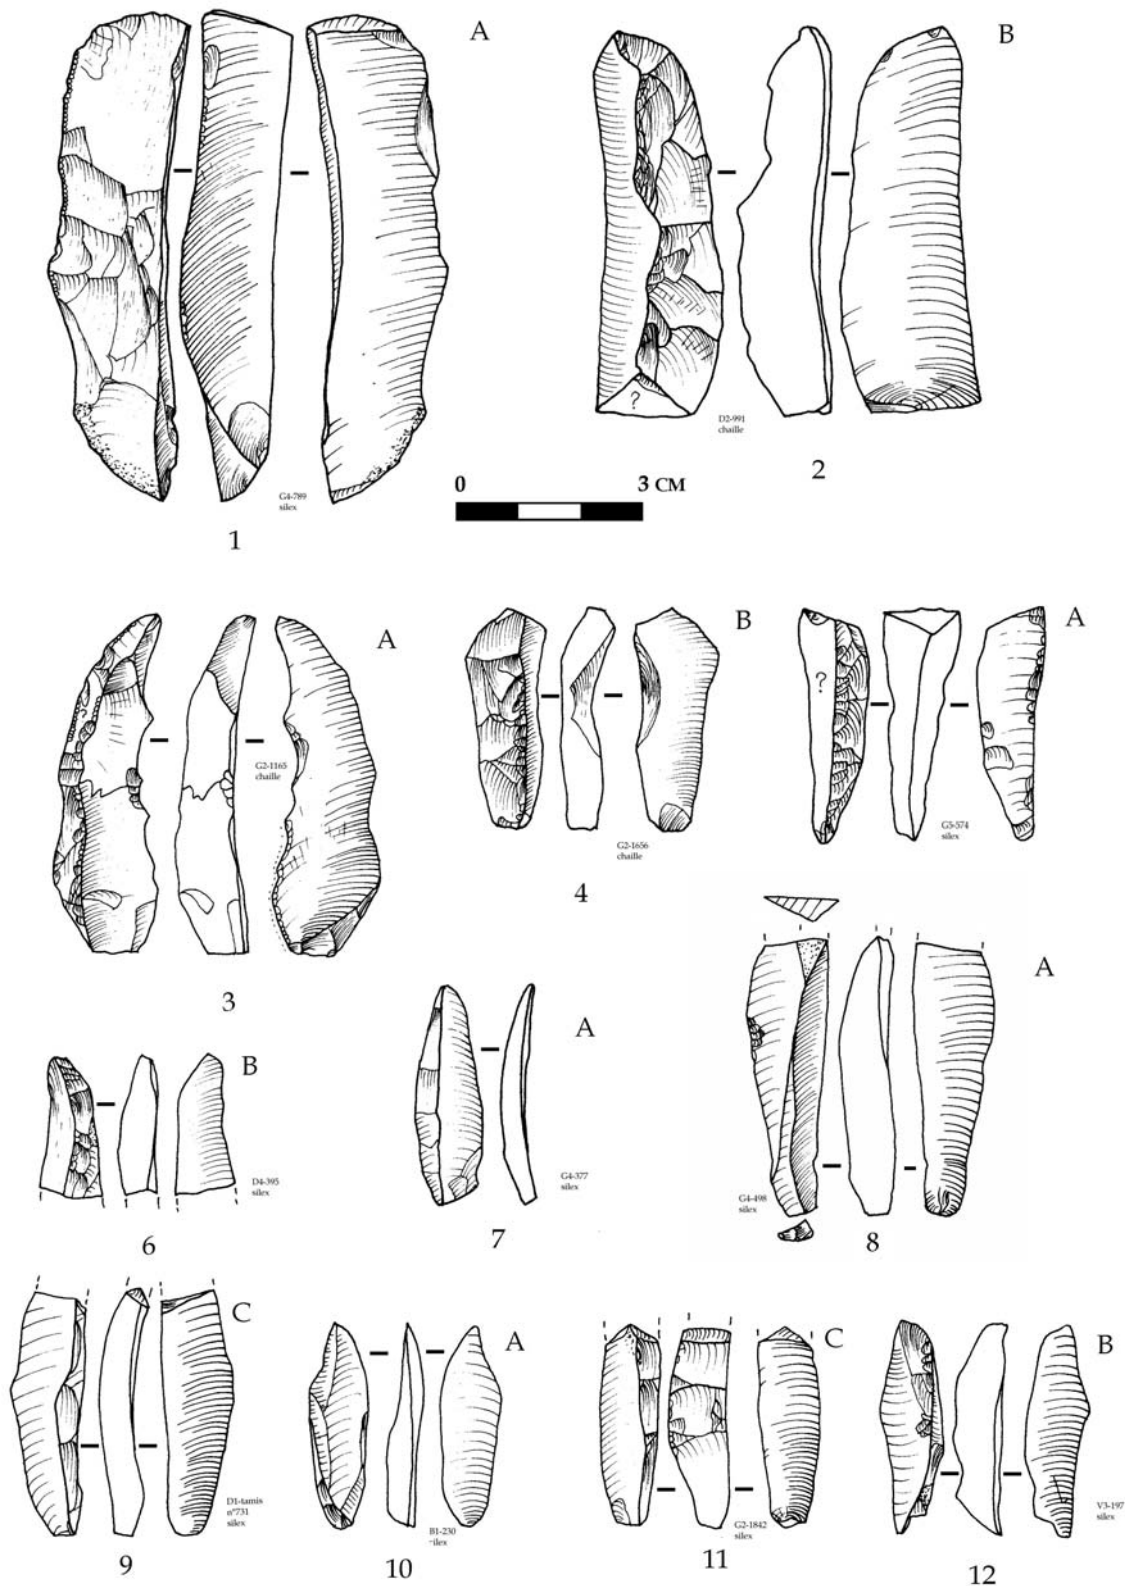 A
B
G4-789
silex
1
D2-991
chaille
?
2
0 3 CM
A
G2-1165
chaille
3
B
G2-1656
chaille
4
A
?
G5-574
silex
A
G4-498
silex
8
B
D4-395
silex
6
A
G4-377
silex
7
C
D1-tamis
n°731
silex
9
A
B1-230
10
C
G2-1842
silex
11
B
V3-197
silex
12